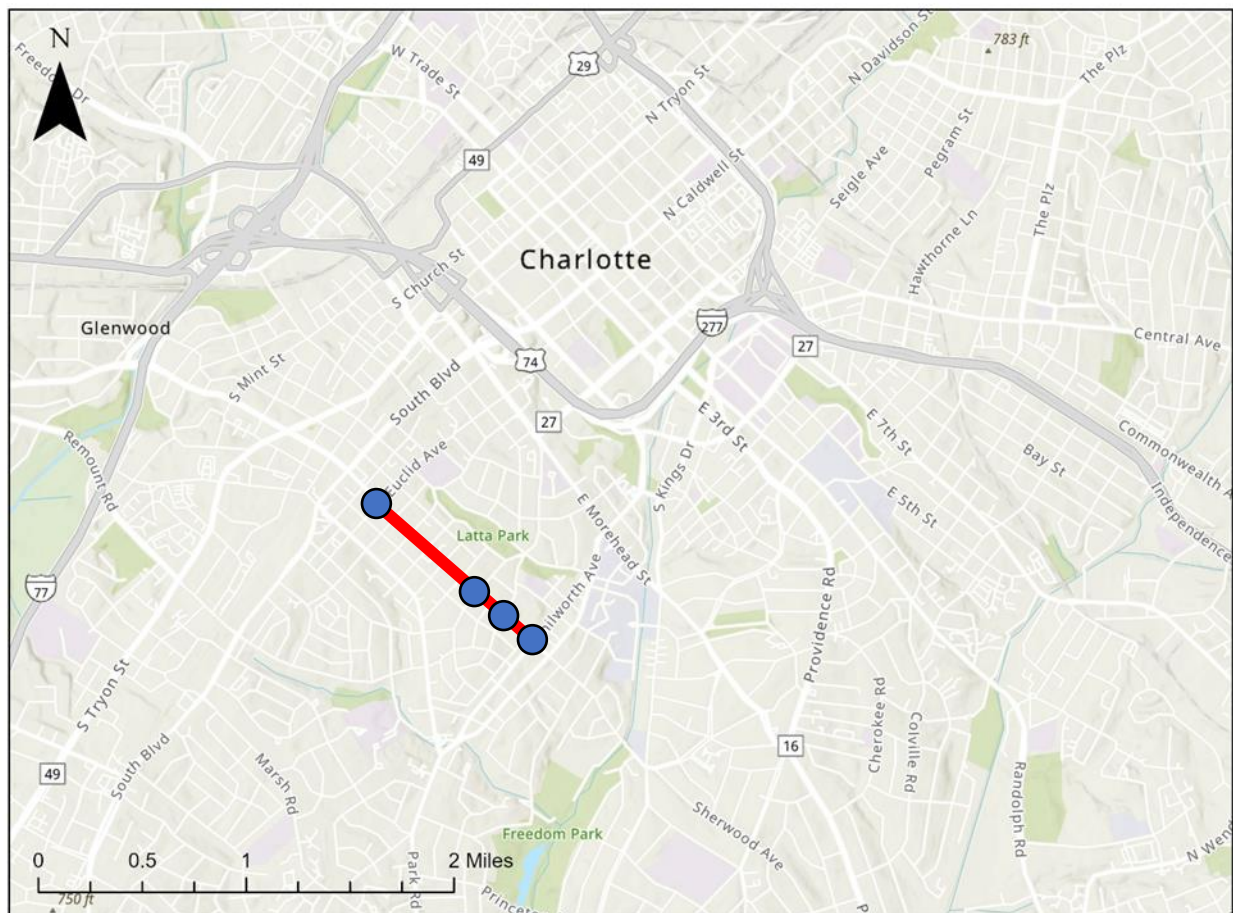 N
Freedom Dr
W Trade St
29
N Tryon St
N Davidson St
783 ft
The Plz
49
Pegram St
Seigle Ave
N Caldwell St
The Plz
Hawthorne Ln
Charlotte
S Church St
Glenwood
277
Central Ave
27
74
S Mint St
South Blvd
27
E 3rd St
E 7th St
Commonwealth A
Bay St
Remount Rd
Euclid Ave
S Kings Dr
E 5th St
Independence
E Morehead St
Latta Park
77
Providence Rd
S Tryon St
Cherokee Rd
Colville Rd
16
49
South Blvd
Marsh Rd
Randolph Rd
Sherwood Ave
Freedom Park
N Wend
0 0.5 1 2 Miles
Park Rd
750 ft
Princet
P